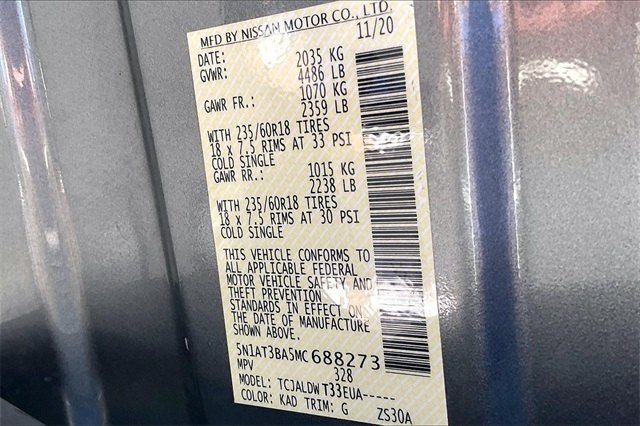 MFD BY NISSAN MOTOR CO., LTD.
DATE: 11/20
GVWR: 2035 KG
4486 LB
GAWR FR.: 1070 KG
2359 LB
WITH 235/60R18 TIRES
18 x 7.5 RIMS AT 33 PSI
COLD SINGLE
GAWR RR.: 1015 KG
2238 LB
WITH 235/60R18 TIRES
18 x 7.5 RIMS AT 30 PSI
COLD SINGLE
THIS VEHICLE CONFORMS TO
ALL APPLICABLE FEDERAL
MOTOR VEHICLE SAFETY AND
THEFT PREVENTION
STANDARDS IN EFFECT ON
THE DATE OF MANUFACTURE
SHOWN ABOVE.
5N1AT3BA5MC688273
MPV 328
MODEL: TCJALDWT33EUA-----
COLOR: KAD TRIM: G ZS30A